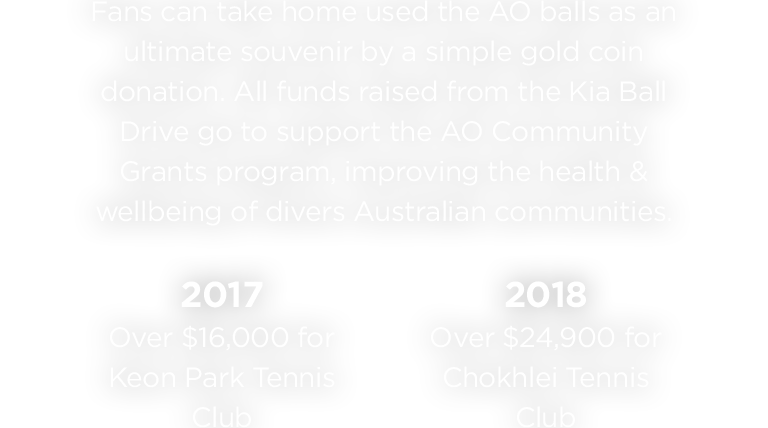 Fans can take home used the AO balls as an
ultimate souvenir by a simple gold coin
donation. All funds raised from the Kia Ball
Drive go to support the AO Community
Grants program, improving the health &
wellbeing of divers Australian communities.
2017
Over $16,000 for
Keon Park Tennis
Club
2018
Over $24,900 for
Chokhlei Tennis
Club